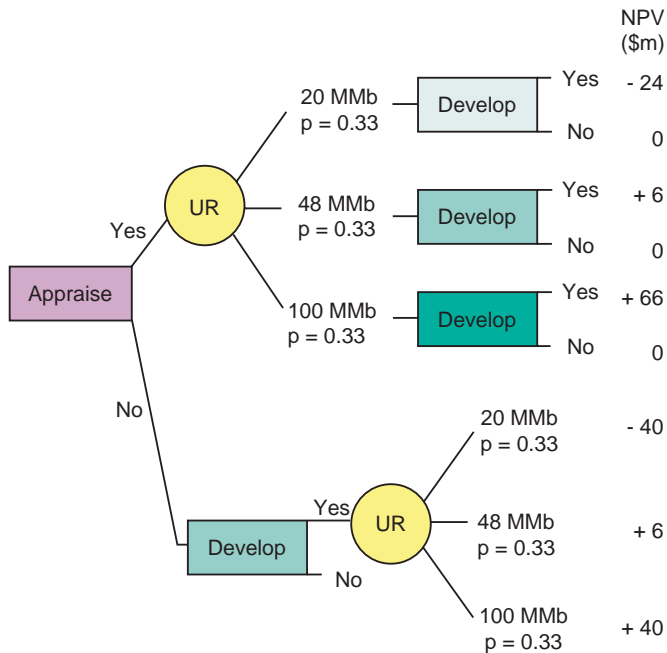 NPV
($m)
Yes
- 24
20 MMb
p = 0.33
Develop
No
0
UR
Yes
+ 6
48 MMb
p = 0.33
Develop
No
0
Yes
Appraise
Yes
+ 66
100 MMb
p = 0.33
Develop
No
0
No
20 MMb
p = 0.33
- 40
Yes
UR
48 MMb
p = 0.33
+ 6
Develop
No
100 MMb
p = 0.33
+ 40